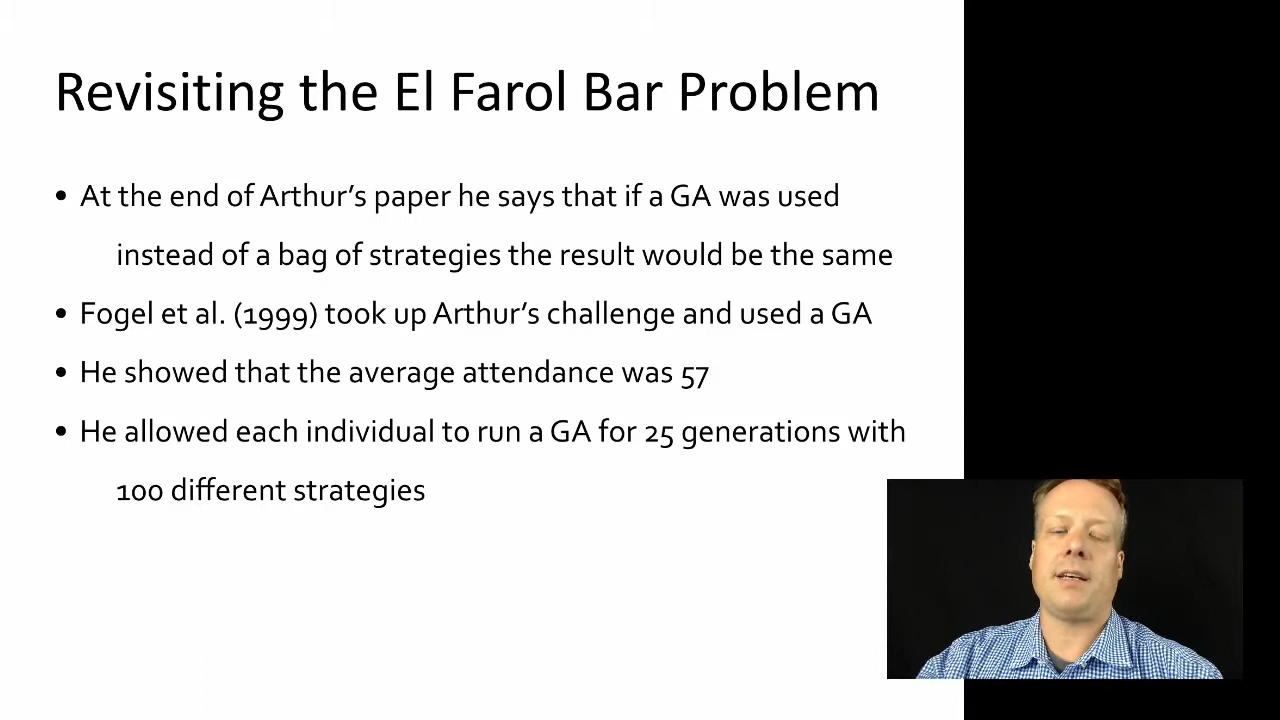 Revisiting the El Farol Bar Problem
• At the end of Arthur’s paper he says that if a GA was used
instead of a bag of strategies the result would be the same
• Fogel et al. (1999) took up Arthur’s challenge and used a GA
• He showed that the average attendance was 57
• He allowed each individual to run a GA for 25 generations with
100 different strategies